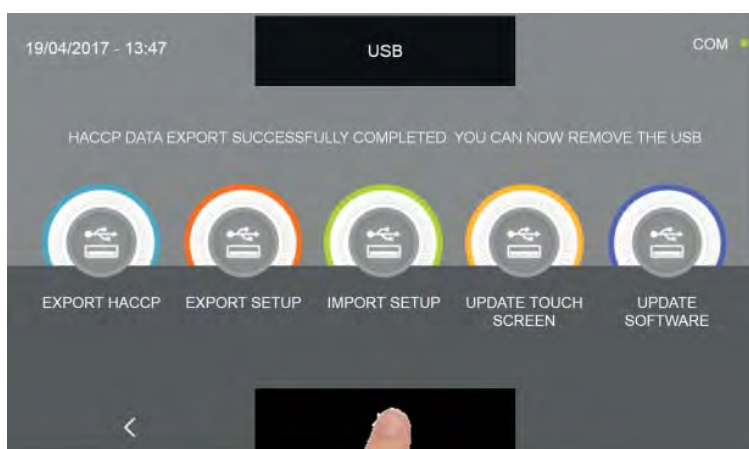 19/04/2017 - 13:47
USB
COM
HACCP DATA EXPORT SUCCESSFULLY COMPLETED YOU CAN NOW REMOVE THE USB
EXPORT HACCP
EXPORT SETUP
IMPORT SETUP
UPDATE TOUCH
SCREEN
UPDATE
SOFTWARE